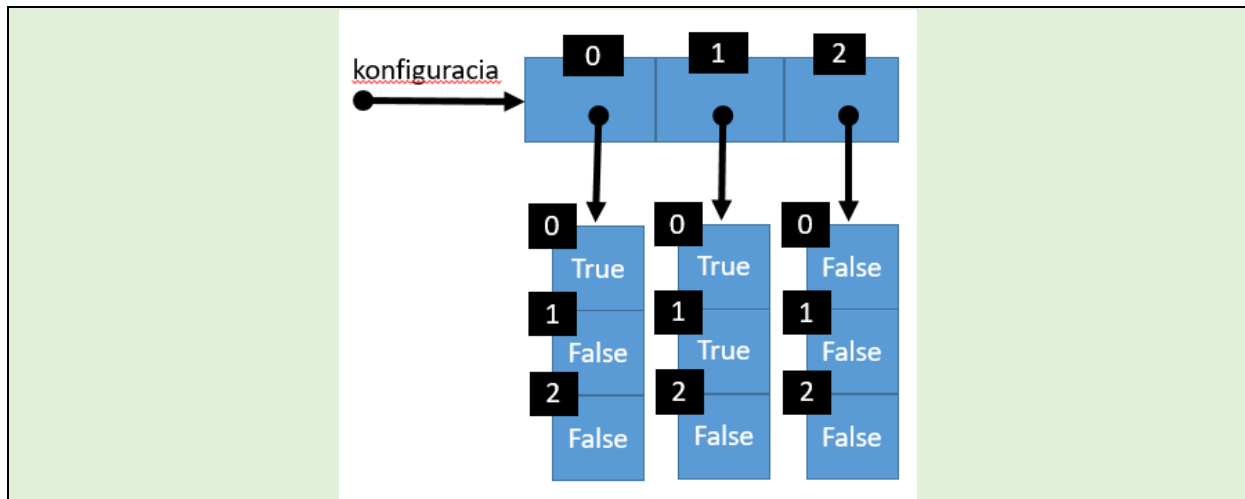 konfiguracia
0 1 2
0 0 0
True True False
1 1 1
False True False
2 2 2
False False False